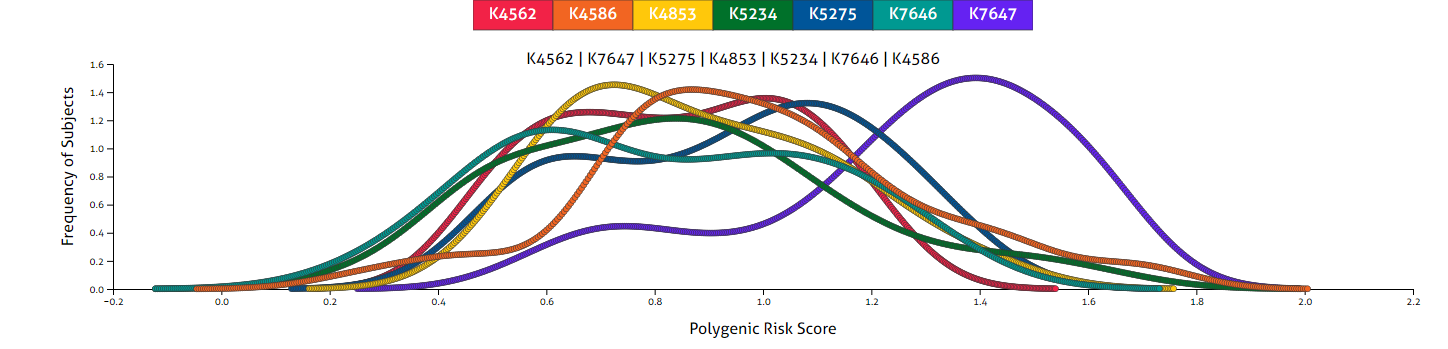 K4562 K4586 K4853 K5234 K5275 K7646 K7647
K4562 | K7647 | K5275 | K4853 | K5234 | K7646 | K4586
Frequency of Subjects
1.6
1.4
1.2
1.0
0.8
0.6
0.4
0.2
0.0
−0.2 0.0 0.2 0.4 0.6 0.8 1.0 1.2 1.4 1.6 1.8 2.0 2.2
Polygenic Risk Score